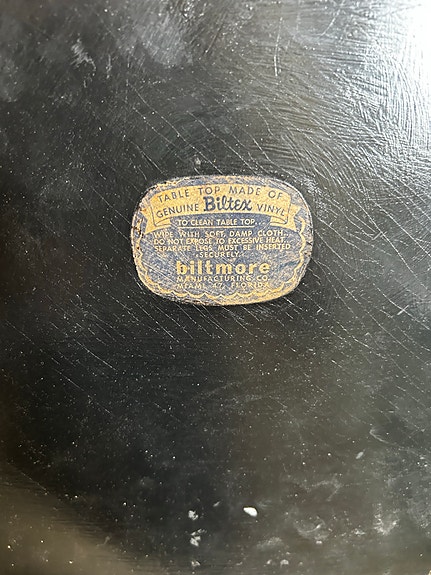 TABLE TOP MADE OF
GENUINE Biltex VINYL
TO CLEAN TABLE TOP,
WIPE WITH SOFT, DAMP CLOTH.
DO NOT EXPOSE TO EXCESSIVE HEAT.
SEPARATE LEGS MUST BE INSERTED
SECURELY.
biltmore
MANUFACTURING CO.
MIAMI 47, FLORIDA